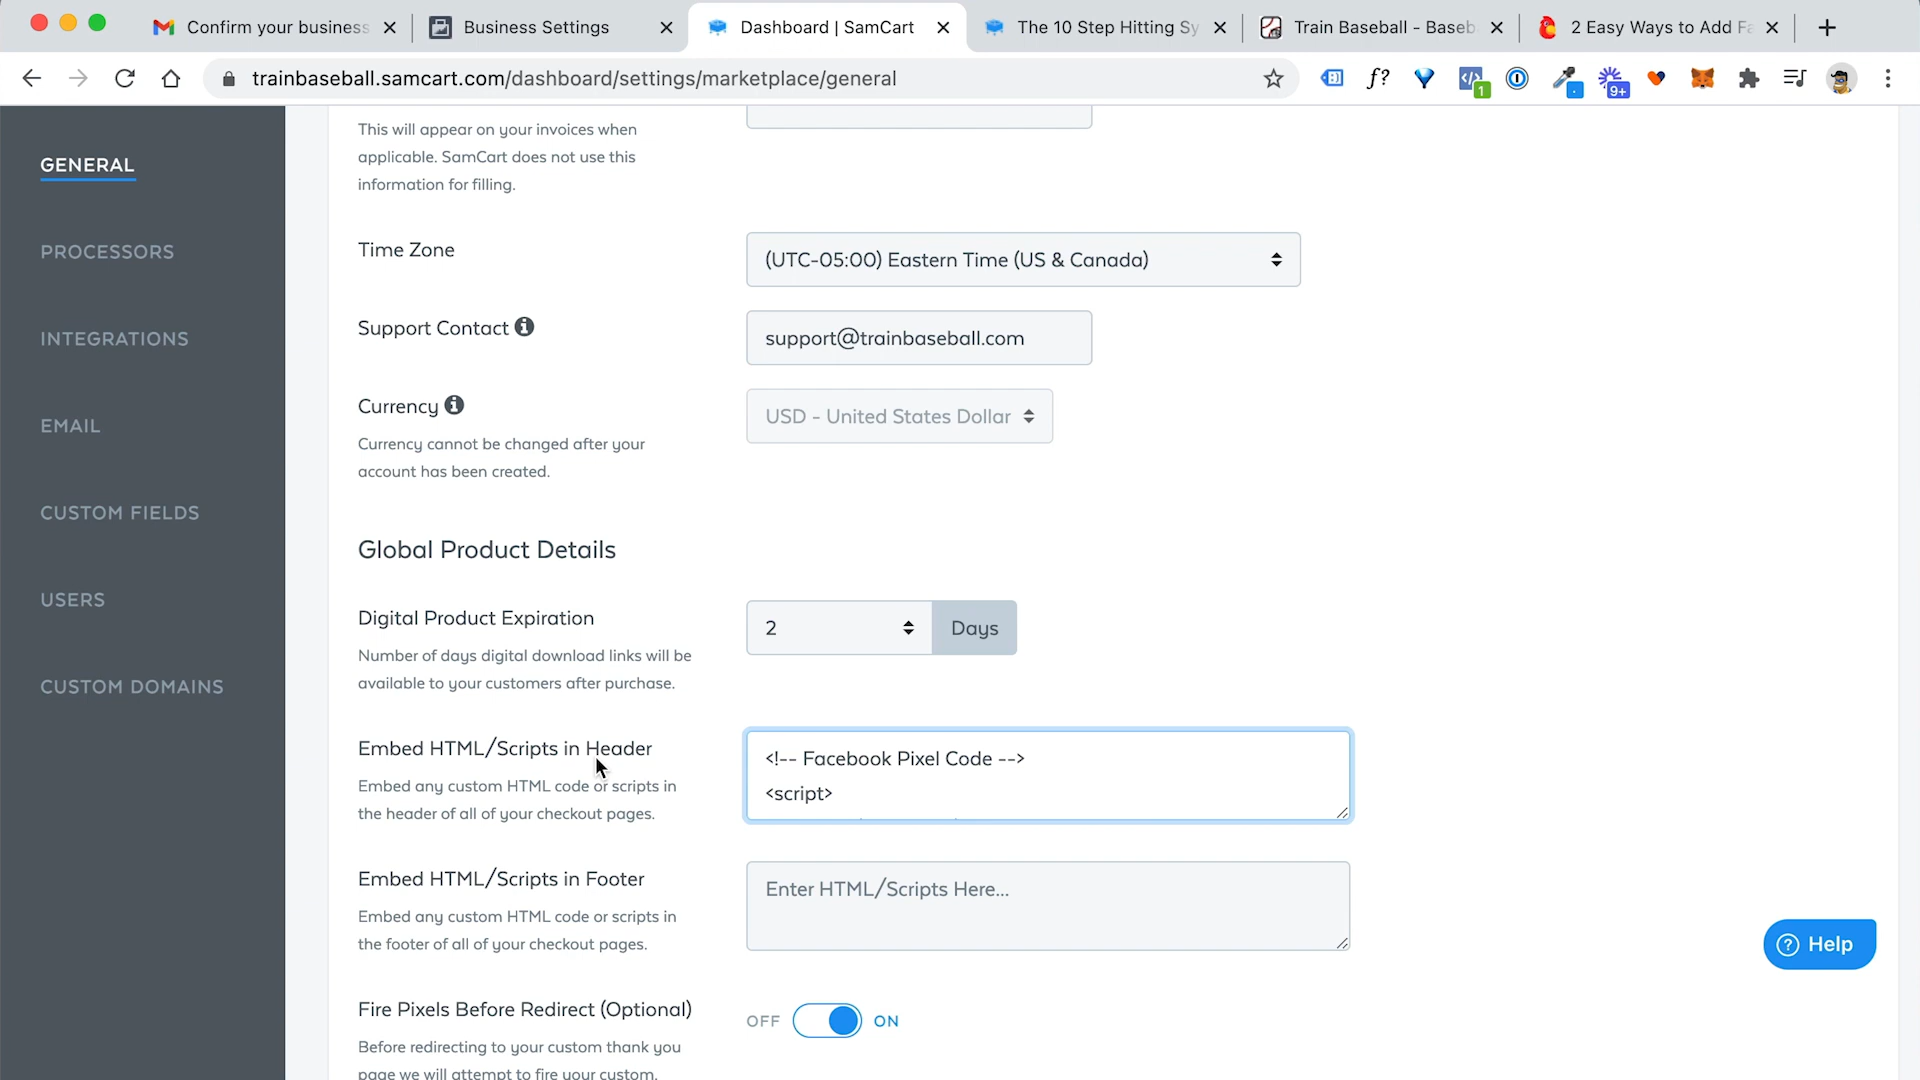 Confirm your business
Business Settings
Dashboard | SamCart
The 10 Step Hitting Sy
Train Baseball - Baseb
2 Easy Ways to Add Fa
trainbaseball.samcart.com/dashboard/settings/marketplace/general
f?
1
9+
GENERAL
PROCESSORS
INTEGRATIONS
EMAIL
CUSTOM FIELDS
USERS
CUSTOM DOMAINS
This will appear on your invoices when
applicable. SamCart does not use this
information for filling.
Time Zone
(UTC-05:00) Eastern Time (US & Canada)
Support Contact
support@trainbaseball.com
Currency
USD - United States Dollar
Currency cannot be changed after your
account has been created.
Global Product Details
Digital Product Expiration
2
Days
Number of days digital download links will be
available to your customers after purchase.
Embed HTML/Scripts in Header
<!-- Facebook Pixel Code -->
<script>
Embed any custom HTML code or scripts in
the header of all of your checkout pages.
Embed HTML/Scripts in Footer
Enter HTML/Scripts Here...
Embed any custom HTML code or scripts in
the footer of all of your checkout pages.
Fire Pixels Before Redirect (Optional)
OFF
ON
Before redirecting to your custom thank you
page we will attempt to fire your custom
Help